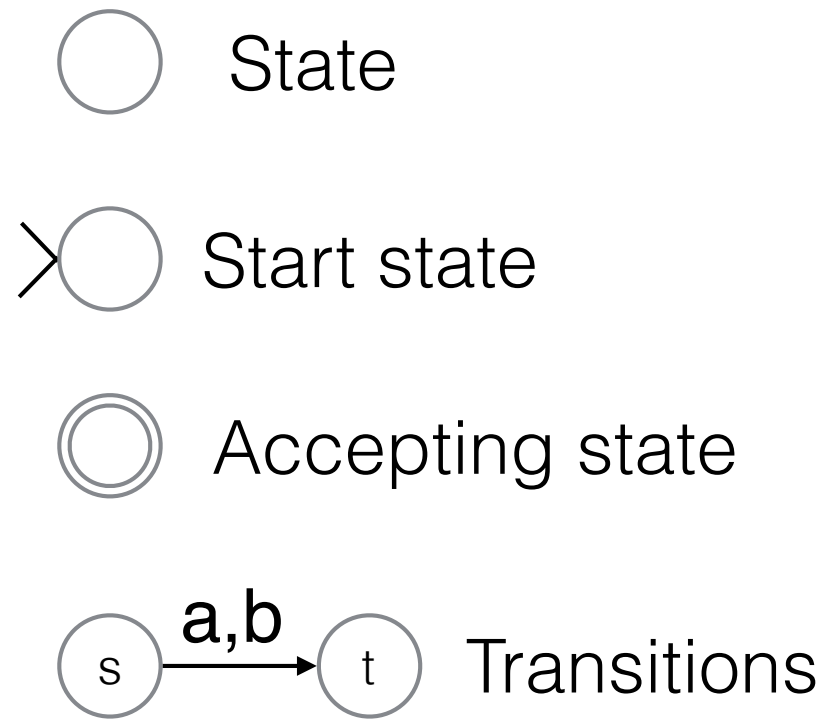 State
Start state
Accepting state
a,b
s t Transitions